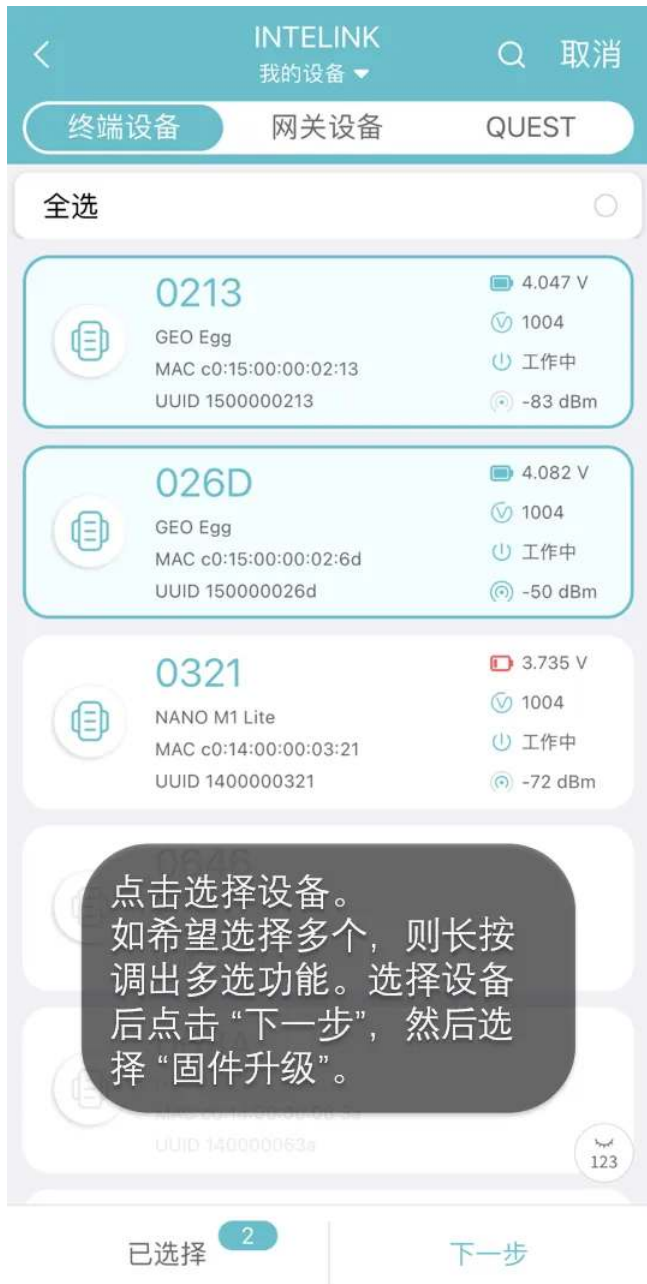 INTELINK
取消
我的设备
终端设备
网关设备
QUEST
全选
0213
GEO Egg
MAC c0:15:00:00:02:13
UUID 1500000213
4.047 V
1004
工作中
-83 dBm
026D
GEO Egg
MAC c0:15:00:00:02:6d
UUID 150000026d
4.082 V
1004
工作中
-50 dBm
0321
NANO M1 Lite
MAC c0:14:00:00:03:21
UUID 1400000321
3.735 V
1004
工作中
-72 dBm
0646
点击选择设备。
如希望选择多个，则长按
调出多选功能。选择设备
后点击“下一步”，然后选
择“固件升级”。
UUID 140000063a
123
已选择 2
下一步